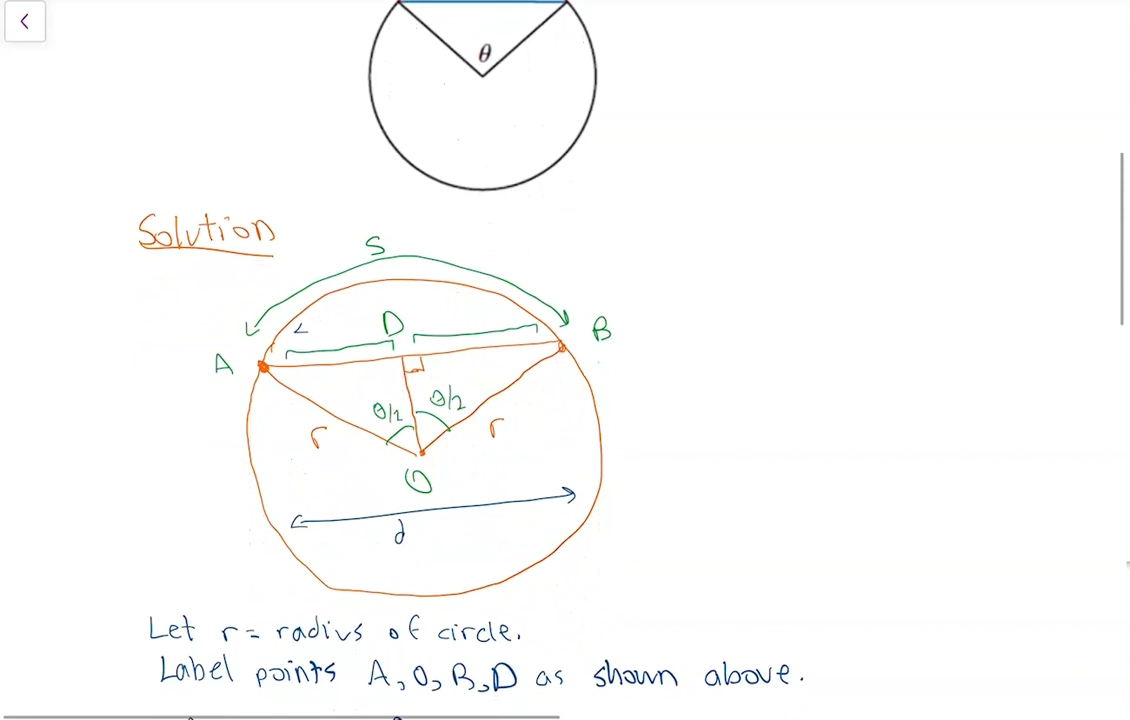 θ
Solution
S
D
B
A
θ/2 θ/2
r r
O
d
Let r = radius of circle.
Label points A, O, B, D as shown above.